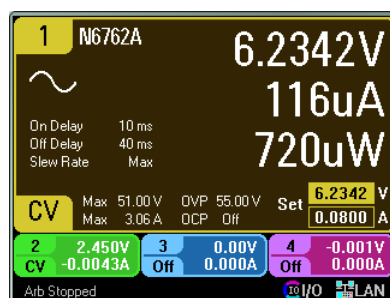 1 N6762A
6.2342V
116uA
720uW
On Delay 10 ms
Off Delay 40 ms
Slew Rate Max
CV Max 51.00 V OVP 55.00 V Set 6.2342 V
Max 3.06 A OCP Off 0.0800 A
2 2.450V 3 0.00V 4 -0.001V
CV -0.0043A Off 0.000A Off 0.000A
Arb Stopped IO I/O LAN